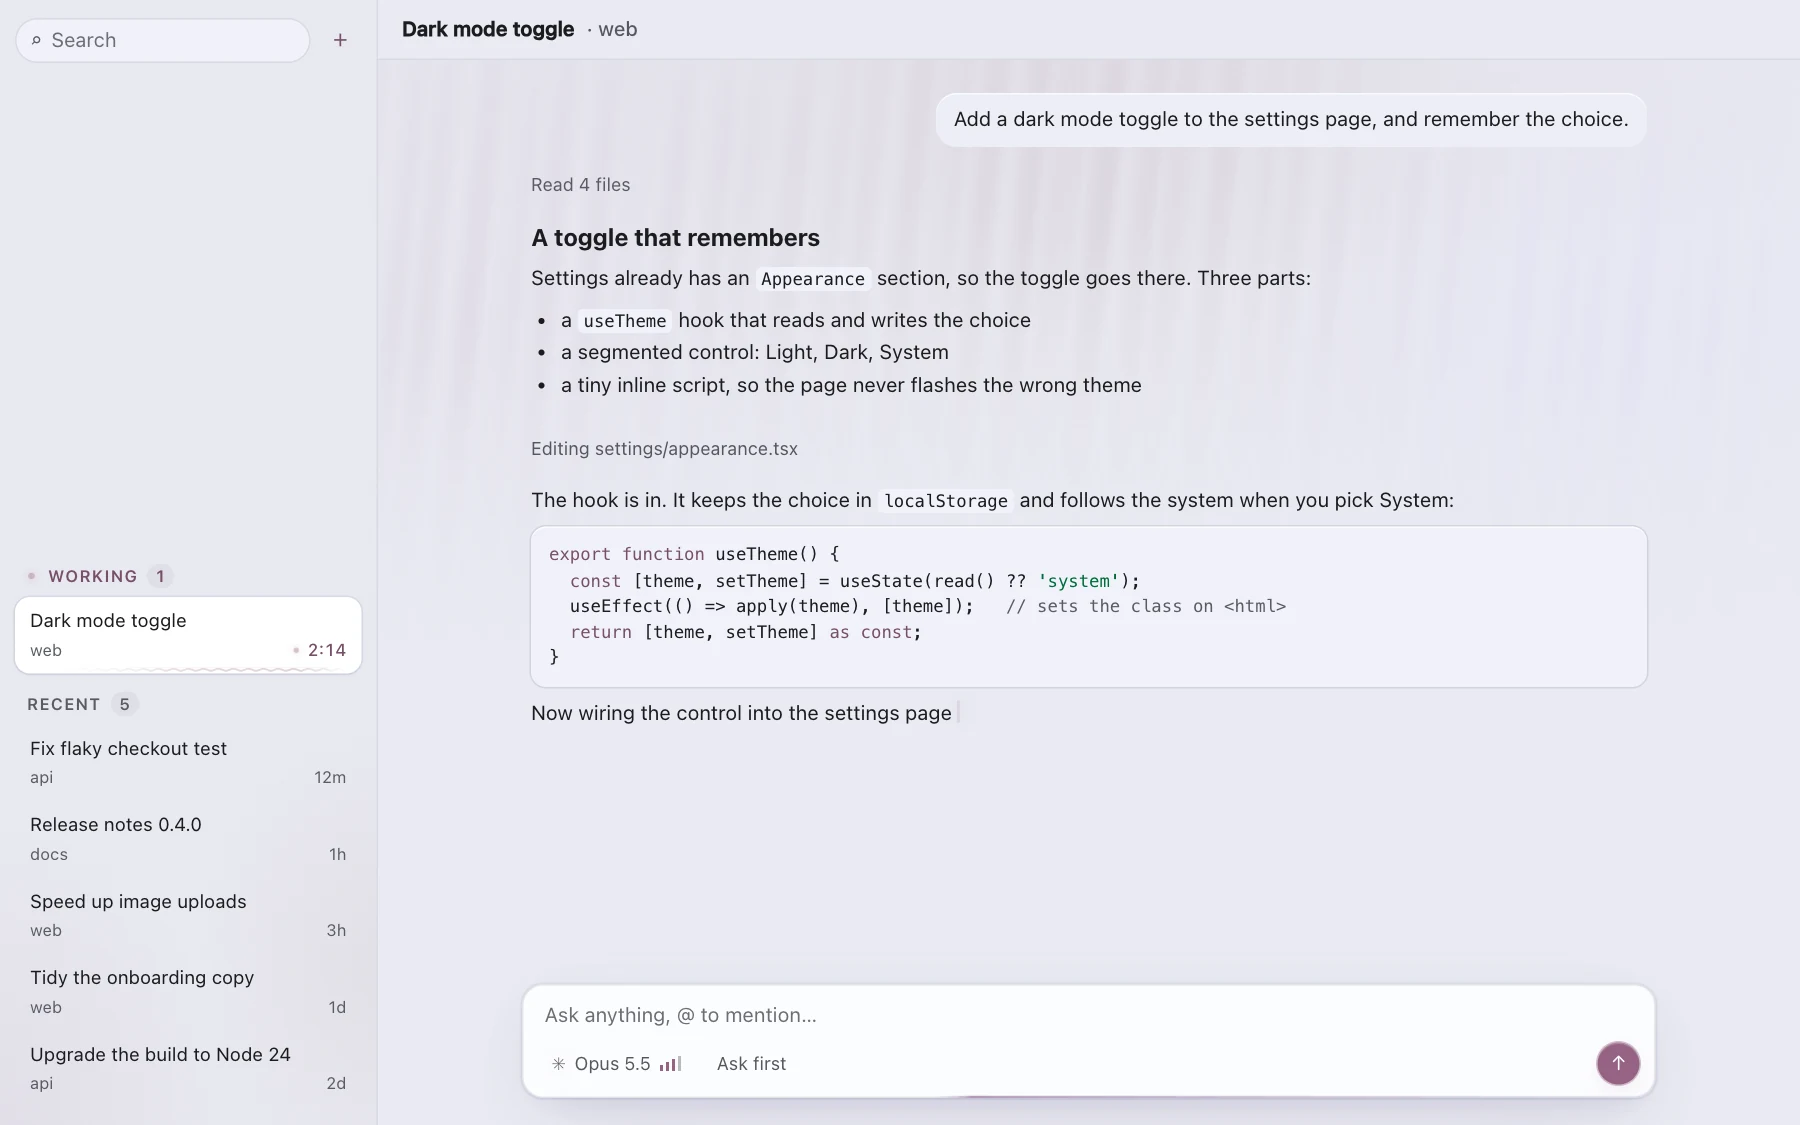 Search
+
WORKING 1
Dark mode toggle
web
2:14
RECENT 5
Fix flaky checkout test
api
12m
Release notes 0.4.0
docs
1h
Speed up image uploads
web
3h
Tidy the onboarding copy
web
1d
Upgrade the build to Node 24
api
2d
Dark mode toggle · web
Add a dark mode toggle to the settings page, and remember the choice.
Read 4 files
A toggle that remembers
Settings already has an Appearance section, so the toggle goes there. Three parts:
• a useTheme hook that reads and writes the choice
• a segmented control: Light, Dark, System
• a tiny inline script, so the page never flashes the wrong theme
Editing settings/appearance.tsx
The hook is in. It keeps the choice in localStorage and follows the system when you pick System:
export function useTheme() {
  const [theme, setTheme] = useState(read() ?? 'system');
  useEffect(() => apply(theme), [theme]);   // sets the class on <html>
  return [theme, setTheme] as const;
}
Now wiring the control into the settings page
Ask anything, @ to mention…
Opus 5.5
Ask first